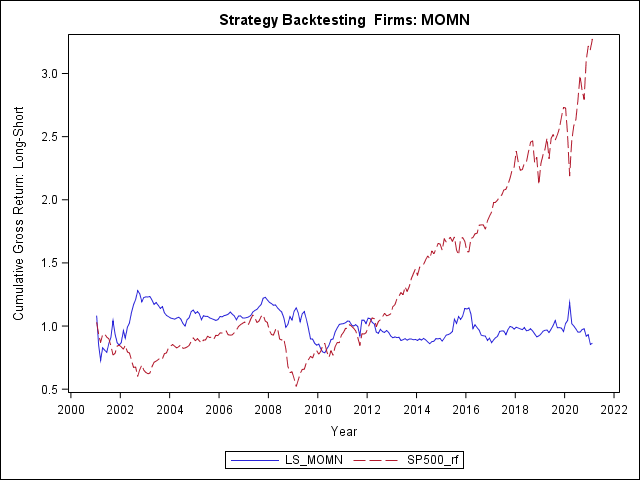 Strategy Backtesting  Firms: MOMN
Cumulative Gross Return: Long-Short
3.0
2.5
2.0
1.5
1.0
0.5
2000 2002 2004 2006 2008 2010 2012 2014 2016 2018 2020 2022
Year
LS_MOMN SP500_rf